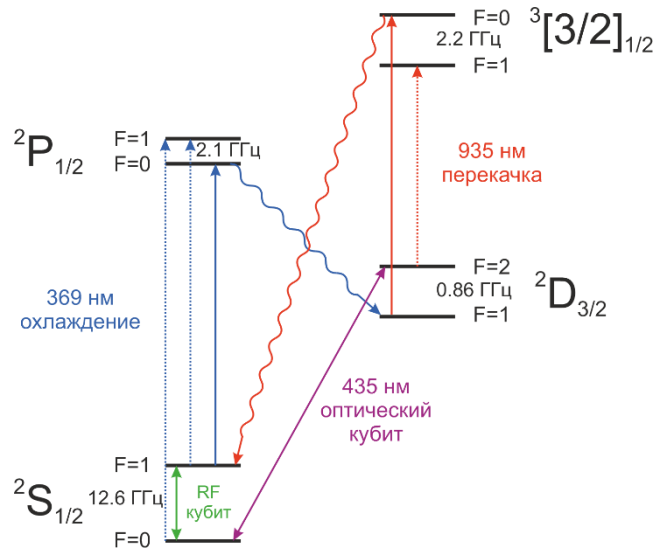 F=0
³[3/2]₁/₂
2.2 ГГц
F=1
²P₁/₂
F=1
2.1 ГГц
F=0
935 нм
перекачка
F=2
0.86 ГГц
²D₃/₂
F=1
369 нм
охлаждение
435 нм
оптический
кубит
F=1
²S₁/₂
12.6 ГГц
RF
кубит
F=0